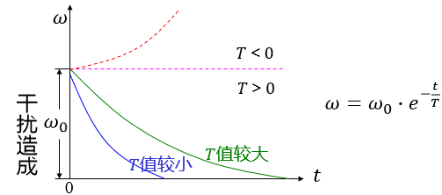 ω
T < 0
T > 0
干扰造成
ω₀
ω = ω₀ · e^{-t/T}
T值较大
T值较小
t
0